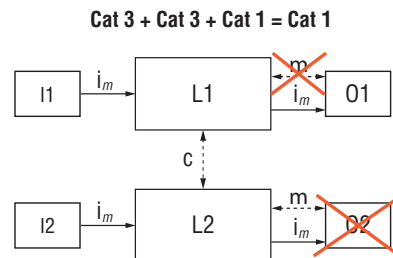 Cat 3 + Cat 3 + Cat 1 = Cat 1
I1 im L1 m im O1
c
I2 im L2 m im O2